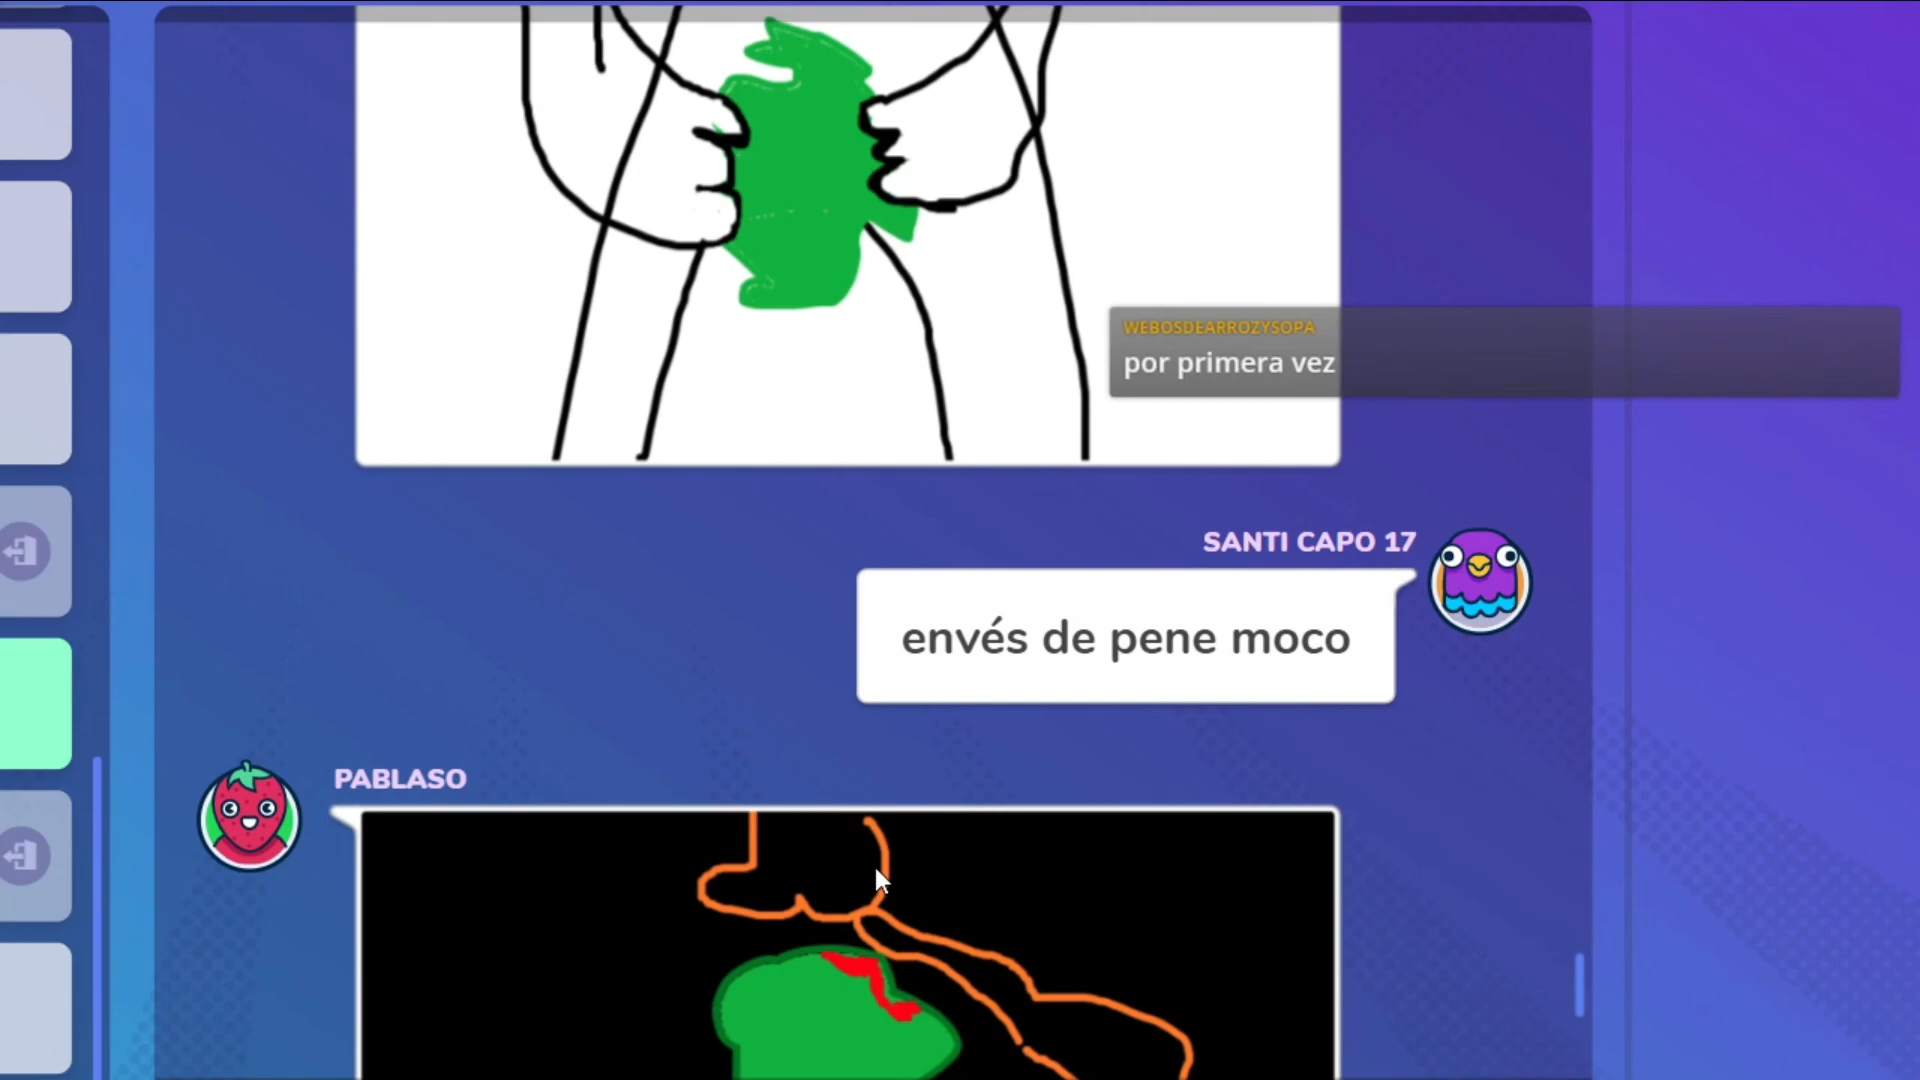 WEBOSDEARROZYSOPA
por primera vez
SANTI CAPO 17
envés de pene moco
PABLASO